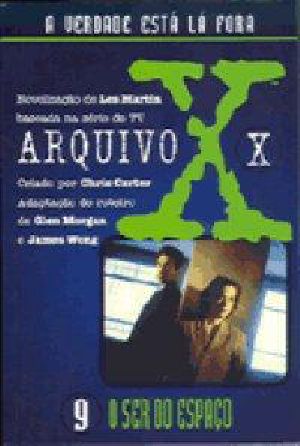 A VERDADE ESTÁ LÁ FORA
Novelização de Les Martin
baseada na série de TV
ARQUIVO X
Criado por Chris Carter
adaptação do roteiro
de Glen Morgan
e James Wong
9 O SER DO ESPAÇO